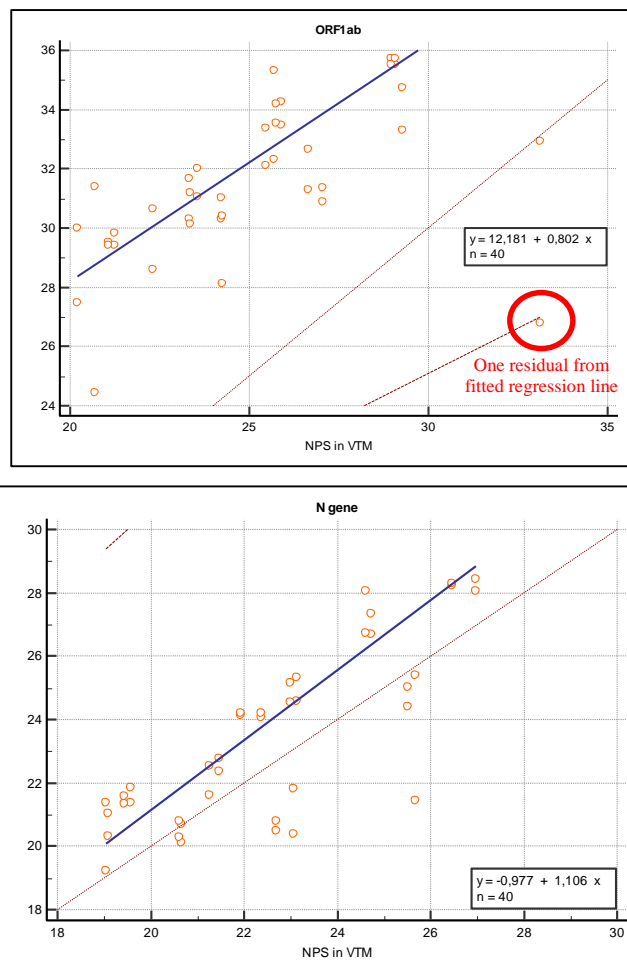 ORF1ab
36
34
32
30
28
26
24
y = 12,181 + 0,802 x
n = 40
One residual from
fitted regression line
20 25 30 35
NPS in VTM
N gene
30
28
26
24
22
20
18
y = -0,977 + 1,106 x
n = 40
18 20 22 24 26 28 30
NPS in VTM